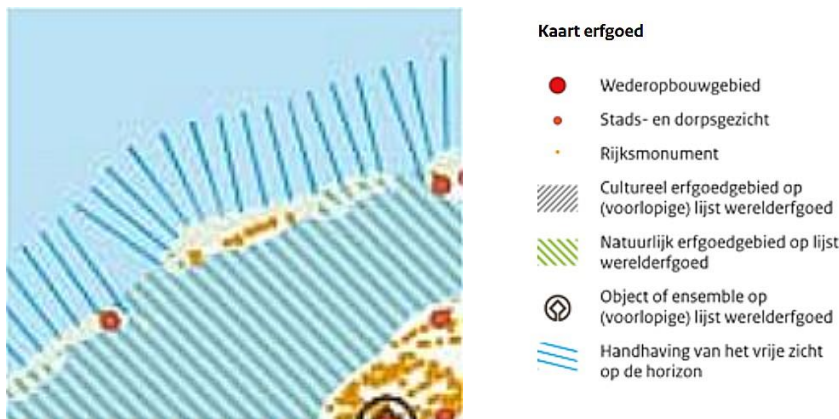 Kaart erfgoed
Wederopbouwgebied
Stads- en dorpsgezicht
Rijksmonument
Cultureel erfgoedgebied op
(voorlopige) lijst werelderfgoed
Natuurlijk erfgoedgebied op lijst
werelderfgoed
Object of ensemble op
(voorlopige) lijst werelderfgoed
Handhaving van het vrije zicht
op de horizon